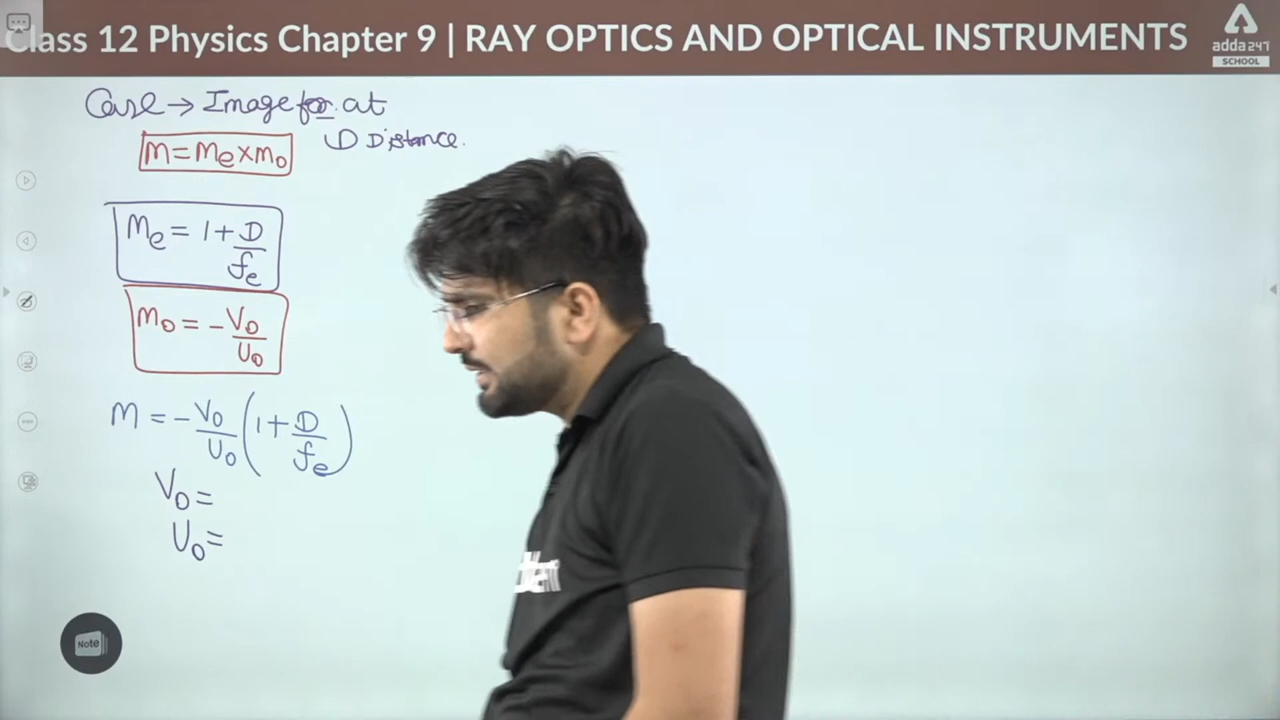 Class 12 Physics Chapter 9 | RAY OPTICS AND OPTICAL INSTRUMENTS
adda247
SCHOOL
Case → Image for at
D Distance.
m = me × mo
Me = 1 + D/fe
mo = - Vo/Uo
M = - Vo/Uo (1 + D/fe)
Vo =
Uo =
Note